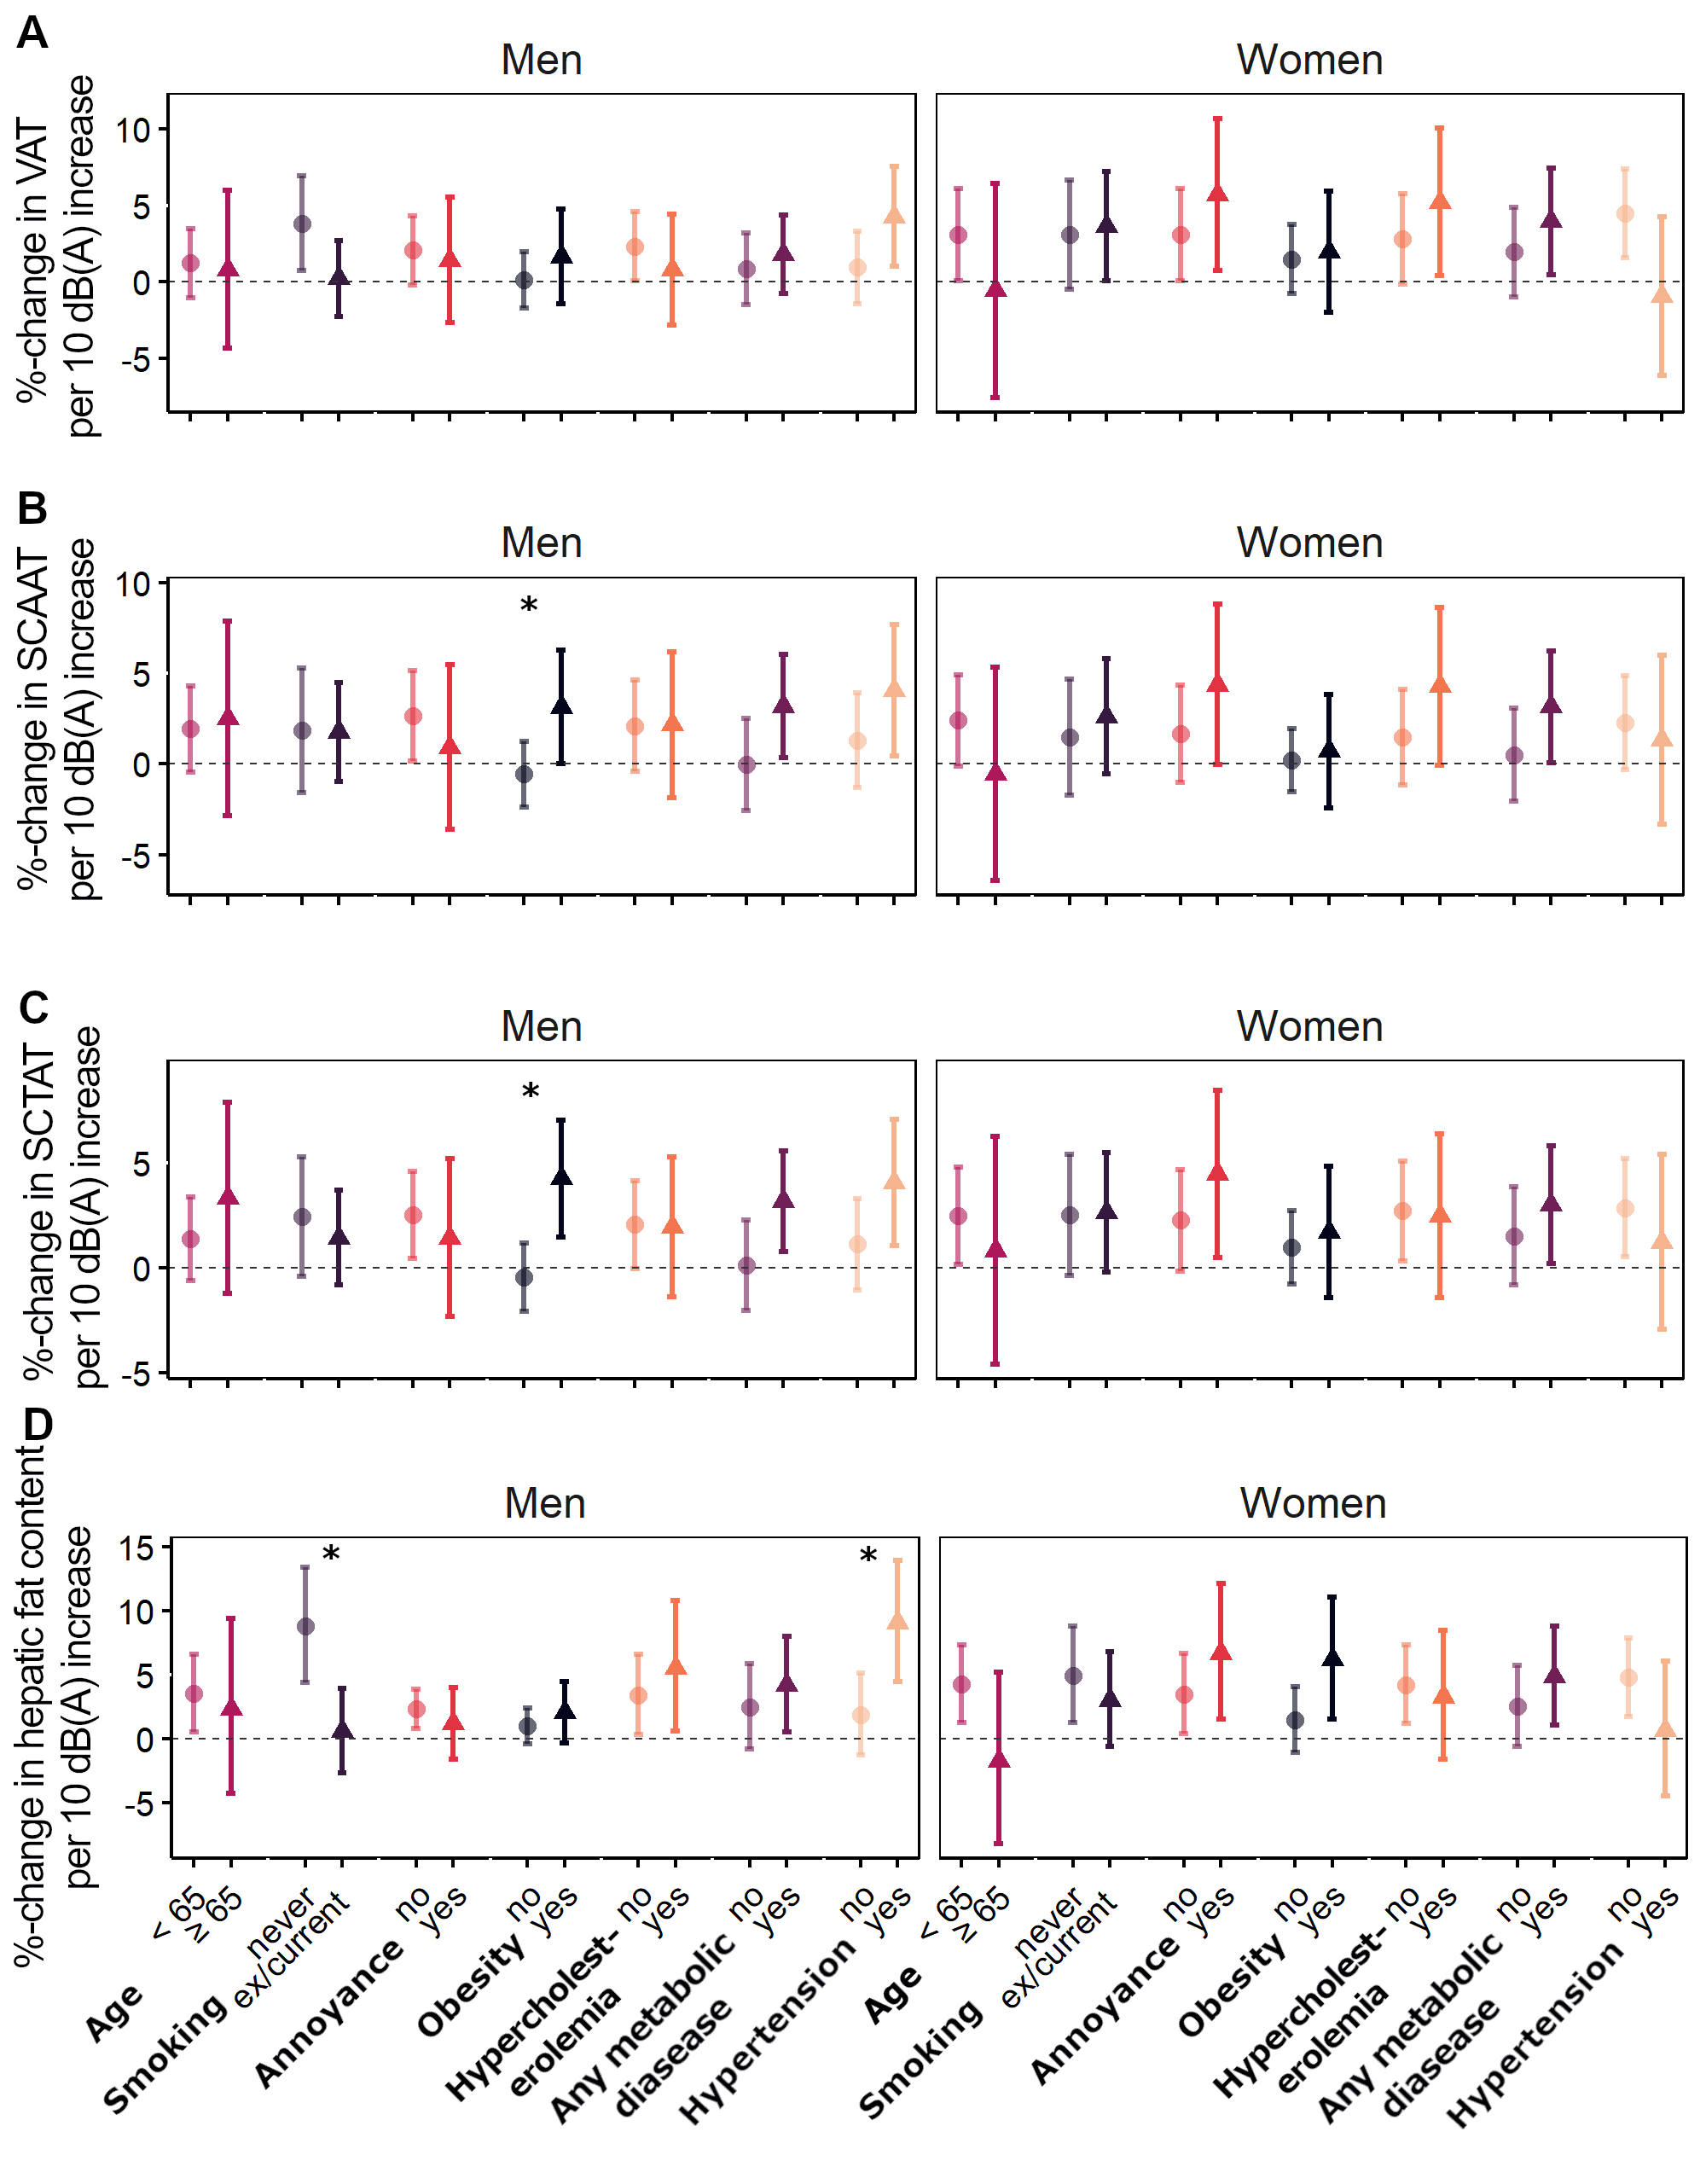 A
Men
Women
%-change in VAT
per 10 dB(A) increase
10
5
0
-5
B
Men
Women
%-change in SCAAT
per 10 dB(A) increase
10
5
0
-5
*
C
Men
Women
%-change in SCTAT
per 10 dB(A) increase
5
0
-5
*
D
Men
Women
%-change in hepatic fat content
per 10 dB(A) increase
15
10
5
0
-5
*
*
< 65
≥ 65
never
ex/current
no
yes
no
yes
no
yes
no
yes
no
yes
< 65
≥ 65
never
ex/current
no
yes
no
yes
no
yes
no
yes
no
yes
Age
Smoking
Annoyance
Obesity
Hypercholest-
erolemia
Any metabolic
diasease
Hypertension
Age
Smoking
Annoyance
Obesity
Hypercholest-
erolemia
Any metabolic
diasease
Hypertension